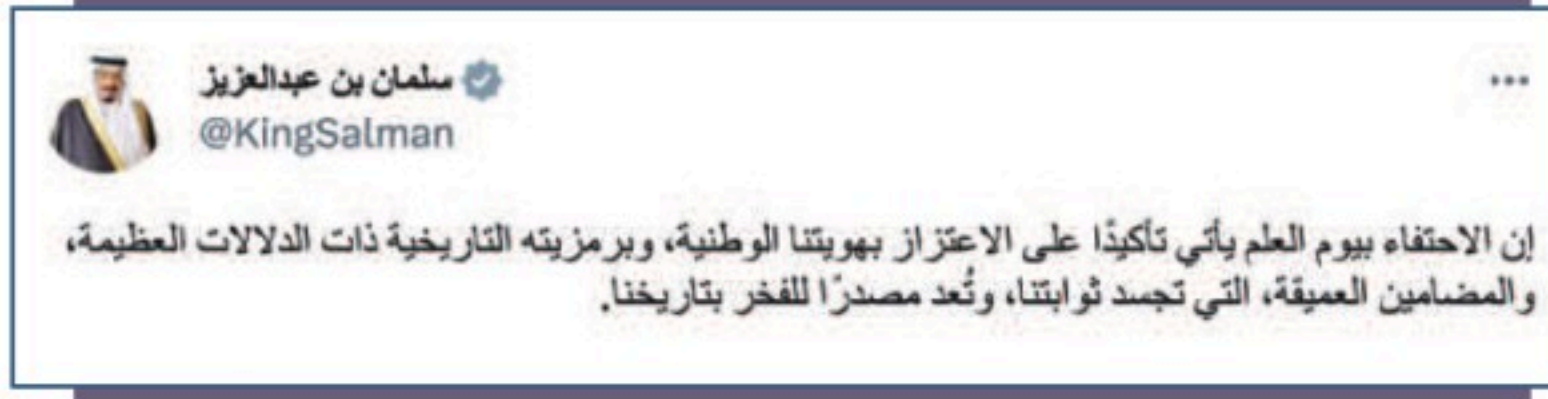 سلمان بن عبدالعزيز
@KingSalman
إن الاحتفاء بيوم العلم يأتي تأكيدًا على الاعتزاز بهويتنا الوطنية، وبرمزيته التاريخية ذات الدلالات العظيمة،
والمضامين العميقة، التي تجسد ثوابتنا، وتُعد مصدرًا للفخر بتاريخنا.